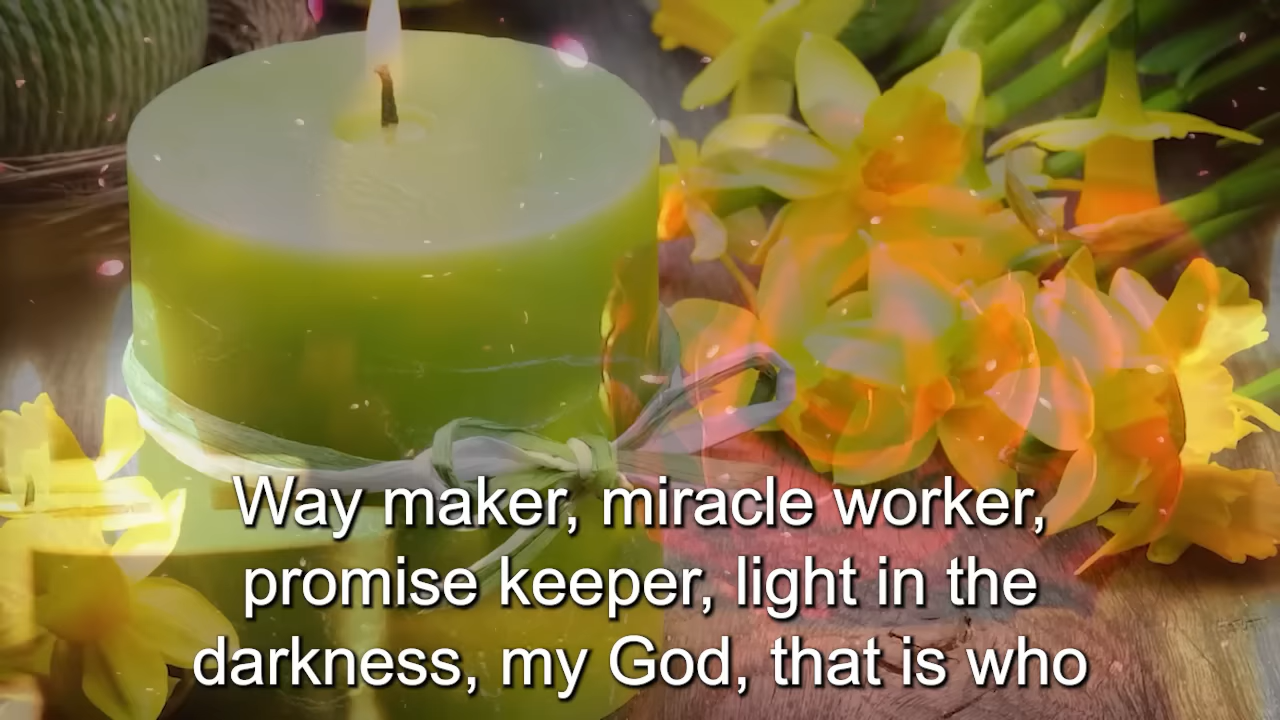 Way maker, miracle worker,
promise keeper, light in the
darkness, my God, that is who